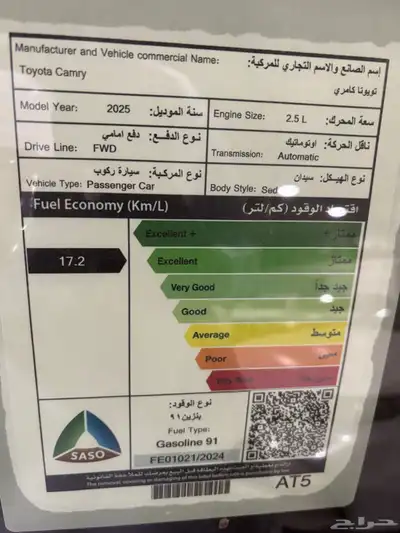 Manufacturer and Vehicle commercial Name:
إسم الصانع والاسم التجاري للمركبة:
Toyota Camry
تويوتا كامري
Model Year: 2025 سنة الموديل:
Engine Size: 2.5 L سعة المحرك:
نوع الدفع: دفع امامي
Drive Line: FWD
ناقل الحركة: اوتوماتيك
Transmission: Automatic
نوع المركبة: سيارة ركوب
Vehicle Type: Passenger Car
نوع الهيكل: سيدان
Body Style: Sed
Fuel Economy (Km/L)
اقتصاد الوقود (كم/لتر)
Excellent + ممتاز +
17.2
Excellent ممتاز
Very Good جيد جداً
Good جيد
Average متوسط
Poor سيئ
نوع الوقود:
بنزين ٩١
Fuel Type:
Gasoline 91
FE01021/2024
SASO
AT5
حراج